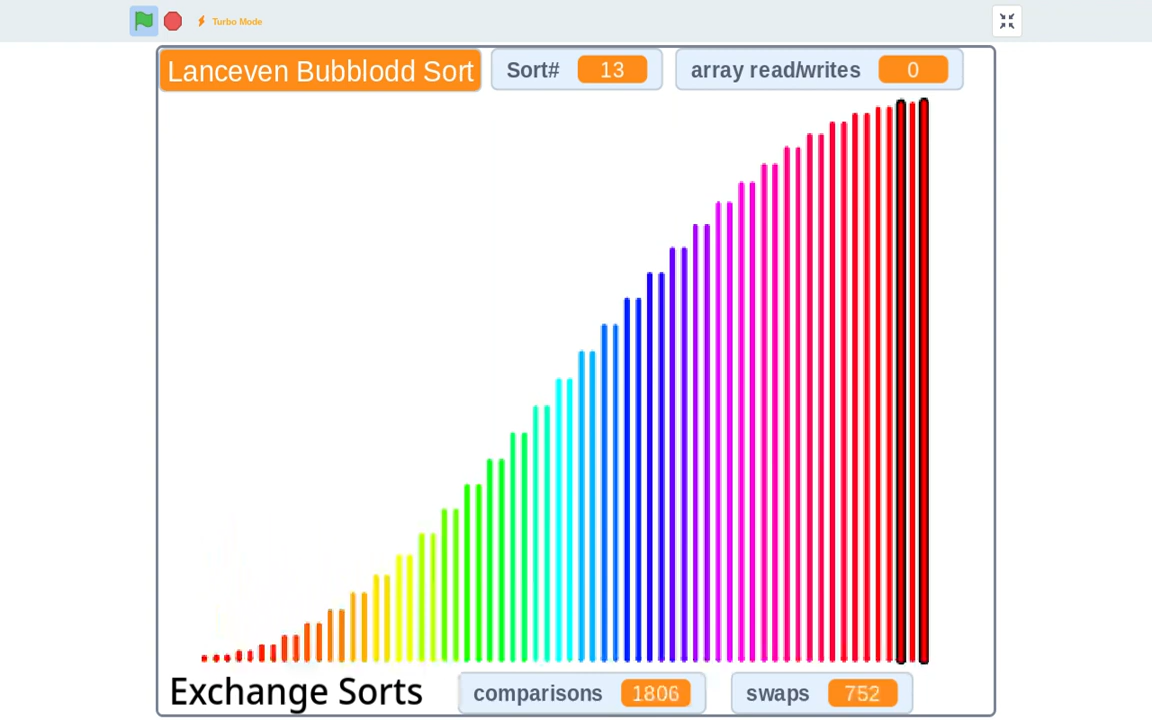 Turbo Mode
Lanceven Bubblodd Sort
Sort# 13
array read/writes 0
Exchange Sorts
comparisons 1806
swaps 752